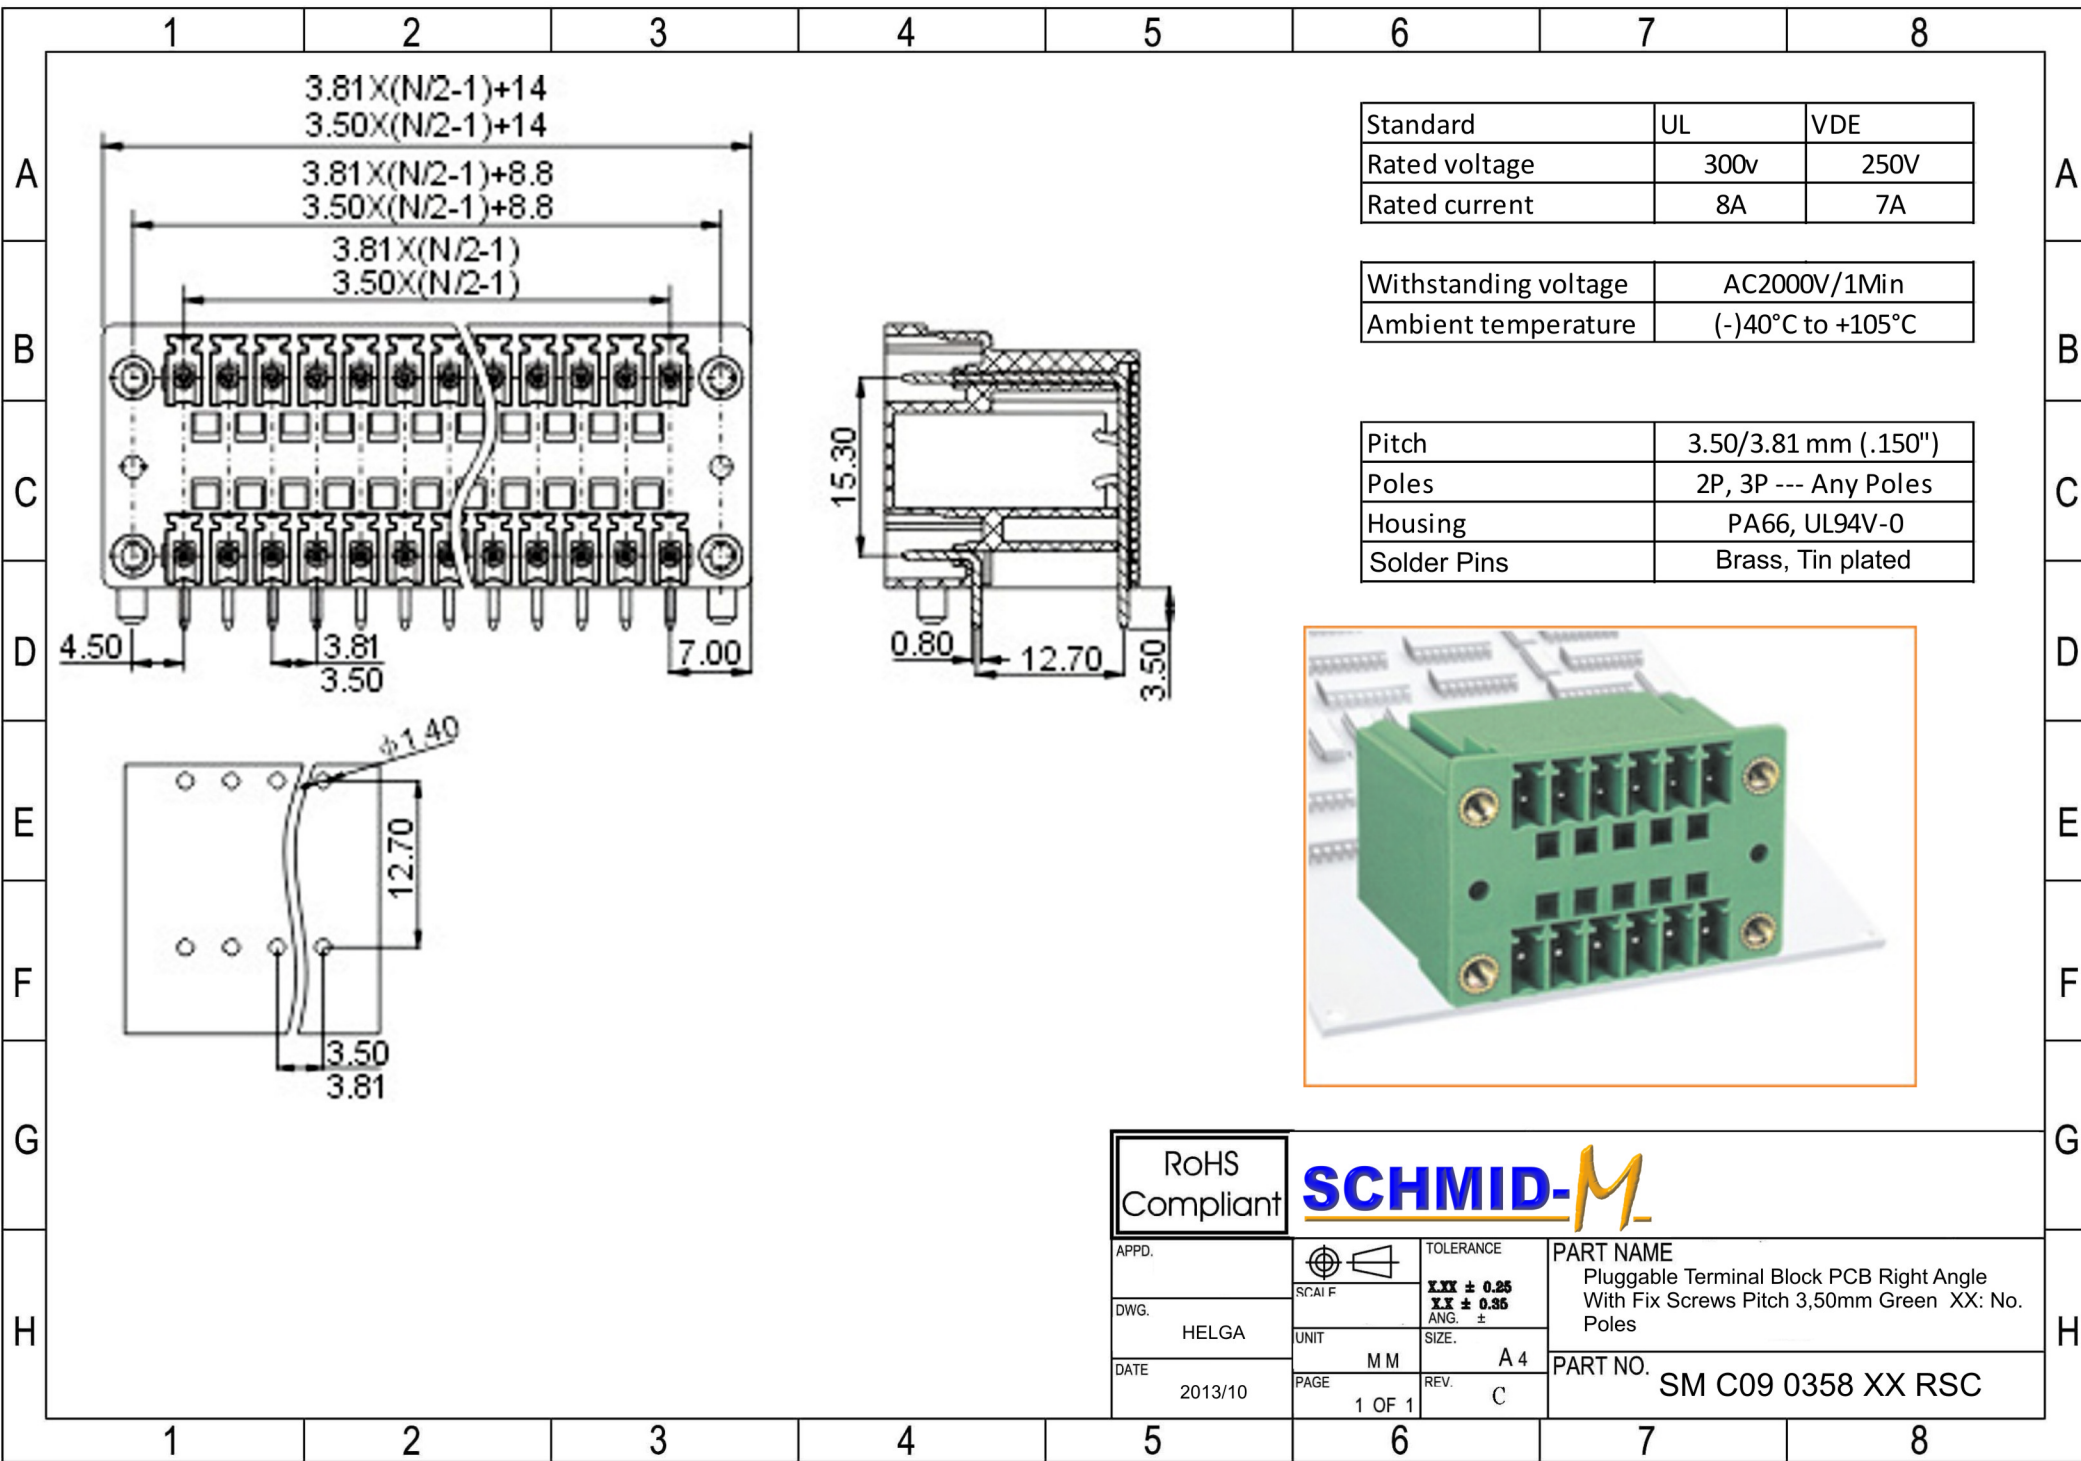 1 2 3 4 5 6 7 8
A
B
C
D
E
F
G
H
3.81X(N/2-1)+14
3.50X(N/2-1)+14
3.81X(N/2-1)+8.8
3.50X(N/2-1)+8.8
3.81X(N/2-1)
3.50X(N/2-1)
4.50
3.81
3.50
7.00
15.30
0.80
12.70
3.50
ϕ1.40
12.70
3.50
3.81
Standard UL VDE
Rated voltage 300v 250V
Rated current 8A 7A
Withstanding voltage AC2000V/1Min
Ambient temperature (-)40°C to +105°C
Pitch 3.50/3.81 mm (.150")
Poles 2P, 3P --- Any Poles
Housing PA66, UL94V-0
Solder Pins Brass, Tin plated
A
B
C
D
E
F
G
H
RoHS
Compliant
SCHMID-M
APPD.
DWG.
HELGA
DATE
2013/10
SCALE
UNIT
MM
PAGE
1 OF 1
TOLERANCE
X.XX ± 0.25
X.X ± 0.35
ANG. ±
SIZE.
A4
REV.
C
PART NAME
Pluggable Terminal Block PCB Right Angle
With Fix Screws Pitch 3,50mm Green XX: No.
Poles
PART NO.
SM C09 0358 XX RSC
1 2 3 4 5 6 7 8